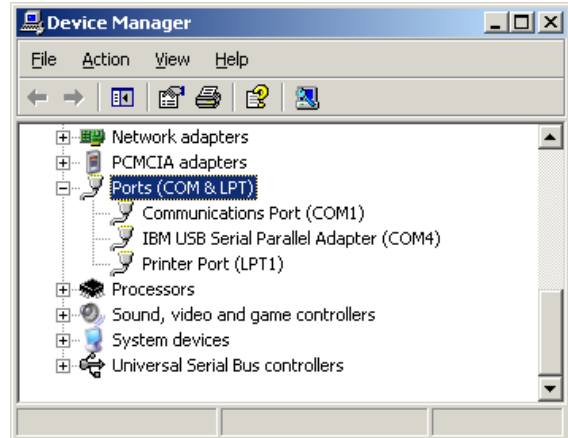 Device Manager
File Action View Help
Network adapters
PCMCIA adapters
Ports (COM & LPT)
Communications Port (COM1)
IBM USB Serial Parallel Adapter (COM4)
Printer Port (LPT1)
Processors
Sound, video and game controllers
System devices
Universal Serial Bus controllers